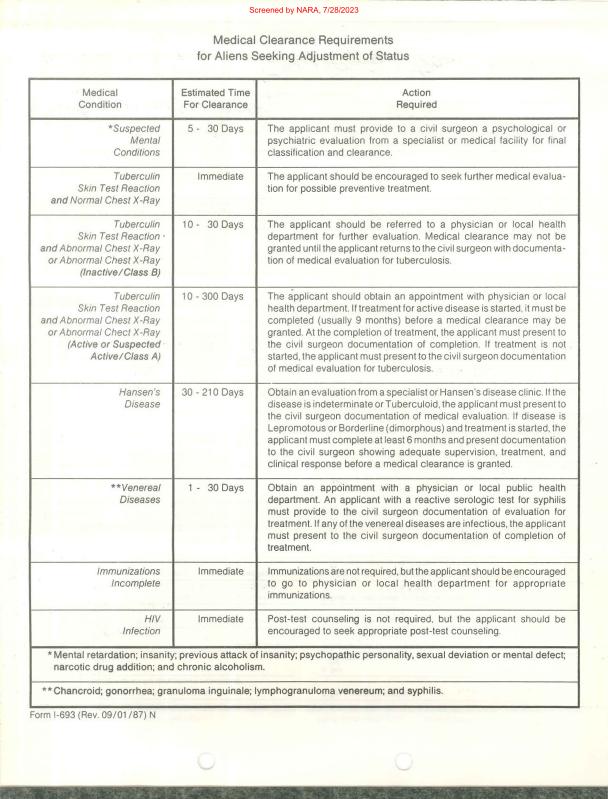 Screened by NARA, 7/28/2023
Medical Clearance Requirements
for Aliens Seeking Adjustment of Status
Medical
Condition
Estimated Time
For Clearance
Action
Required
*Suspected
Mental
Conditions
5 - 30 Days
The applicant must provide to a civil surgeon a psychological or
psychiatric evaluation from a specialist or medical facility for final
classification and clearance.
Tuberculin
Skin Test Reaction
and Normal Chest X-Ray
Immediate
The applicant should be encouraged to seek further medical evalua-
tion for possible preventive treatment.
Tuberculin
Skin Test Reaction
and Abnormal Chest X-Ray
or Abnormal Chest X-Ray
(Inactive/Class B)
10 - 30 Days
The applicant should be referred to a physician or local health
department for further evaluation. Medical clearance may not be
granted until the applicant returns to the civil surgeon with documenta-
tion of medical evaluation for tuberculosis.
Tuberculin
Skin Test Reaction
and Abnormal Chest X-Ray
or Abnormal Chest X-Ray
(Active or Suspected
Active/Class A)
10 - 300 Days
The applicant should obtain an appointment with physician or local
health department. If treatment for active disease is started, it must be
completed (usually 9 months) before a medical clearance may be
granted. At the completion of treatment, the applicant must present to
the civil surgeon documentation of completion. If treatment is not
started, the applicant must present to the civil surgeon documentation
of medical evaluation for tuberculosis.
Hansen's
Disease
30 - 210 Days
Obtain an evaluation from a specialist or Hansen's disease clinic. If the
disease is indeterminate or Tuberculoid, the applicant must present to
the civil surgeon documentation of medical evaluation. If disease is
Lepromotous or Borderline (dimorphous) and treatment is started, the
applicant must complete at least 6 months and present documentation
to the civil surgeon showing adequate supervision, treatment, and
clinical response before a medical clearance is granted.
**Venereal
Diseases
1 - 30 Days
Obtain an appointment with a physician or local public health
department. An applicant with a reactive serologic test for syphilis
must provide to the civil surgeon documentation of evaluation for
treatment. If any of the venereal diseases are infectious, the applicant
must present to the civil surgeon documentation of completion of
treatment.
Immunizations
Incomplete
Immediate
Immunizations are not required, but the applicant should be encouraged
to go to physician or local health department for appropriate
immunizations.
HIV
Infection
Immediate
Post-test counseling is not required, but the applicant should be
encouraged to seek appropriate post-test counseling.
*Mental retardation; insanity; previous attack of insanity; psychopathic personality, sexual deviation or mental defect;
narcotic drug addition; and chronic alcoholism.
**Chancroid; gonorrhea; granuloma inguinale; lymphogranuloma venereum; and syphilis.
Form I-693 (Rev. 09/01/87) N